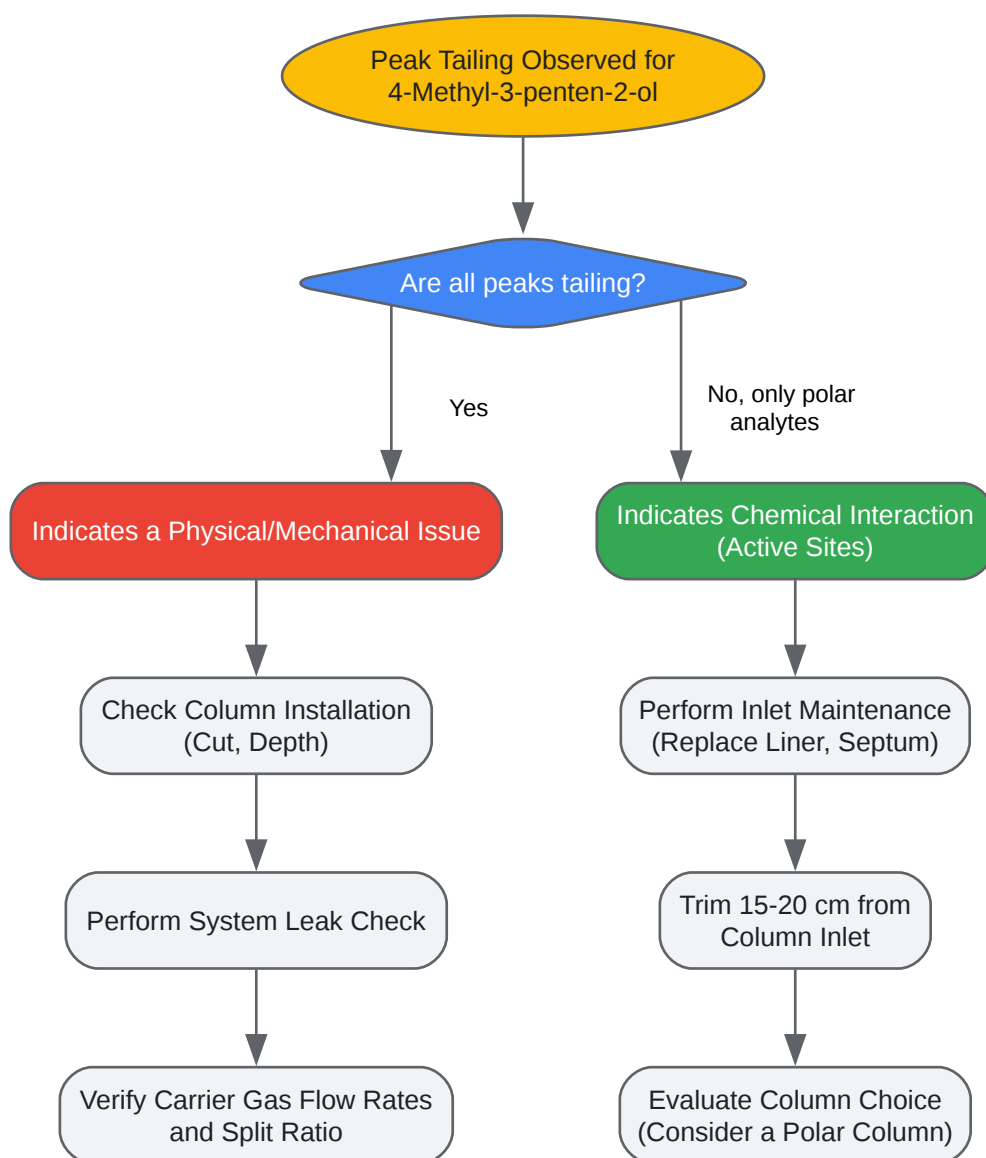 Peak Tailing Observed for
4-Methyl-3-penten-2-ol
Are all peaks tailing?
Yes
No, only polar
analytes
Indicates a Physical/Mechanical Issue
Indicates Chemical Interaction
(Active Sites)
Check Column Installation
(Cut, Depth)
Perform Inlet Maintenance
(Replace Liner, Septum)
Perform System Leak Check
Trim 15-20 cm from
Column Inlet
Verify Carrier Gas Flow Rates
and Split Ratio
Evaluate Column Choice
(Consider a Polar Column)